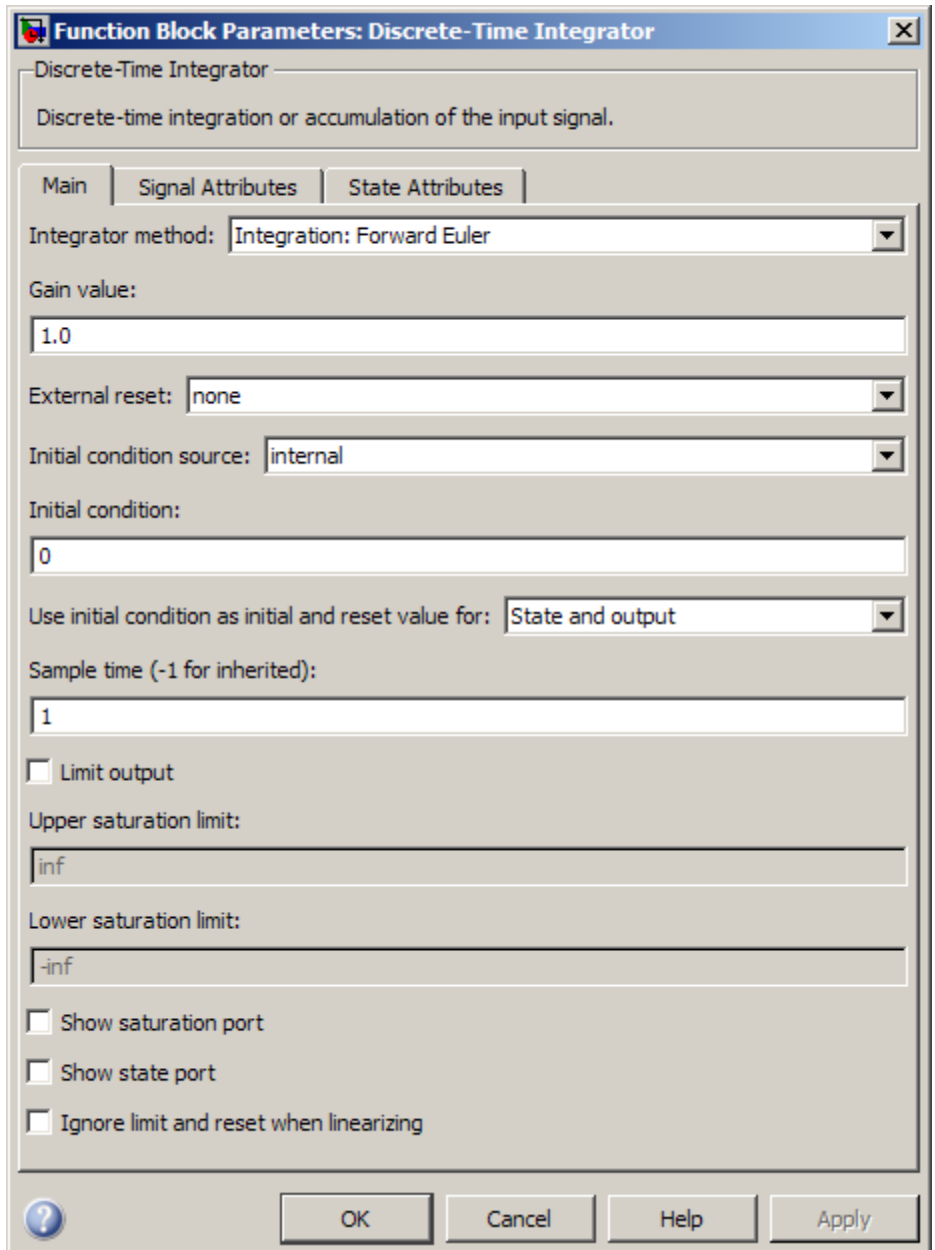 Function Block Parameters: Discrete-Time Integrator
Discrete-Time Integrator
Discrete-time integration or accumulation of the input signal.
Main Signal Attributes State Attributes
Integrator method: Integration: Forward Euler
Gain value:
1.0
External reset: none
Initial condition source: internal
Initial condition:
0
Use initial condition as initial and reset value for: State and output
Sample time (-1 for inherited):
1
Limit output
Upper saturation limit:
inf
Lower saturation limit:
-inf
Show saturation port
Show state port
Ignore limit and reset when linearizing
? OK Cancel Help Apply